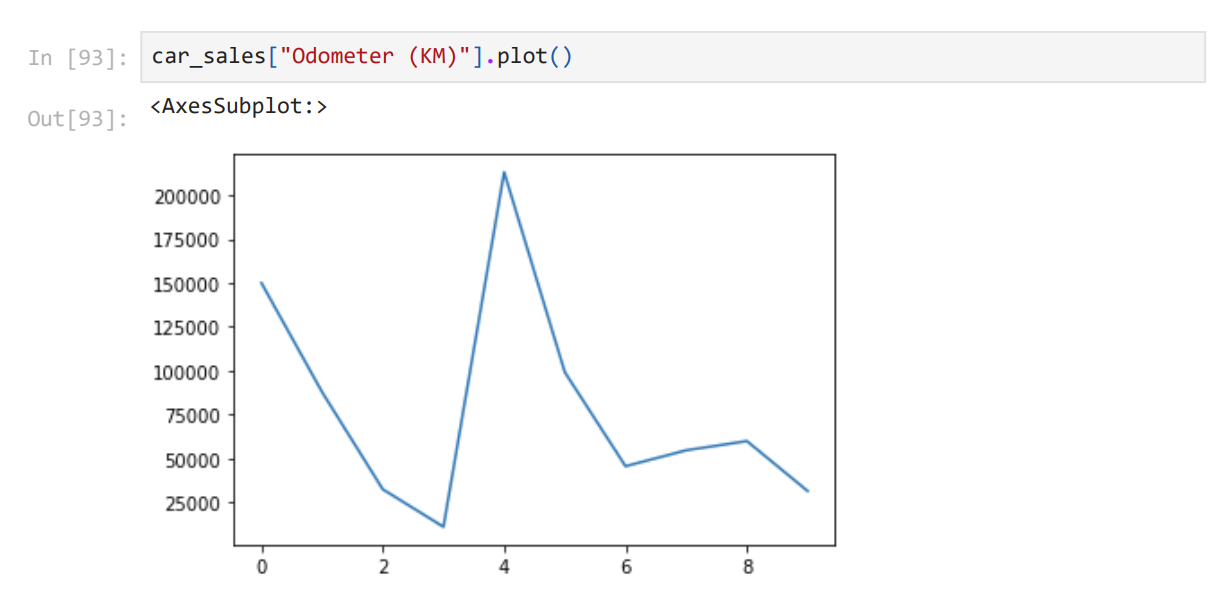 In [93]: car_sales["Odometer (KM)"].plot()
Out[93]: <AxesSubplot:>
200000
175000
150000
125000
100000
75000
50000
25000
0 2 4 6 8